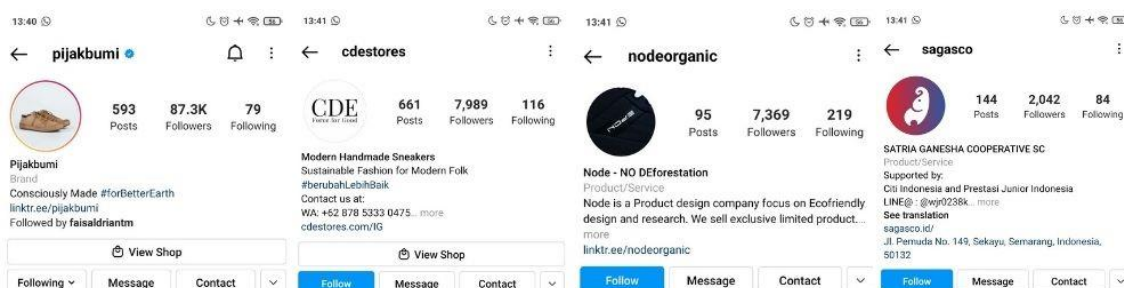 13:40
56
pijakbumi
593 87.3K 79
Posts Followers Following
Pijakbumi
Brand
Consciously Made #forBetterEarth
linktr.ee/pijakbumi
Followed by faisaldriantm
View Shop
Following Message Contact
13:41
56
cdestores
CDE
661 7,989 116
Posts Followers Following
Modern Handmade Sneakers
Sustainable Fashion for Modern Folk
#berubahLebihBaik
Contact us at:
WA: +62 878 5333 0475... more
cdestores.com/IG
View Shop
Follow Message Contact
13:41
56
nodeorganic
NODE
95 7,369 219
Posts Followers Following
Node - NO DEforestation
Product/Service
Node is a Product design company focus on Ecofriendly
design and research. We sell exclusive limited product...
more
linktr.ee/nodeorganic
Follow Message Contact
13:41
sagasco
144 2,042 84
Posts Followers Following
SATRIA GANESHA COOPERATIVE SC
Product/Service
Supported by:
Citi Indonesia and Prestasi Junior Indonesia
LINE@ : @wjr0238k... more
See translation
sagasco.id/
Jl. Pemuda No. 149, Sekayu, Semarang, Indonesia,
50132
Follow Message Contact